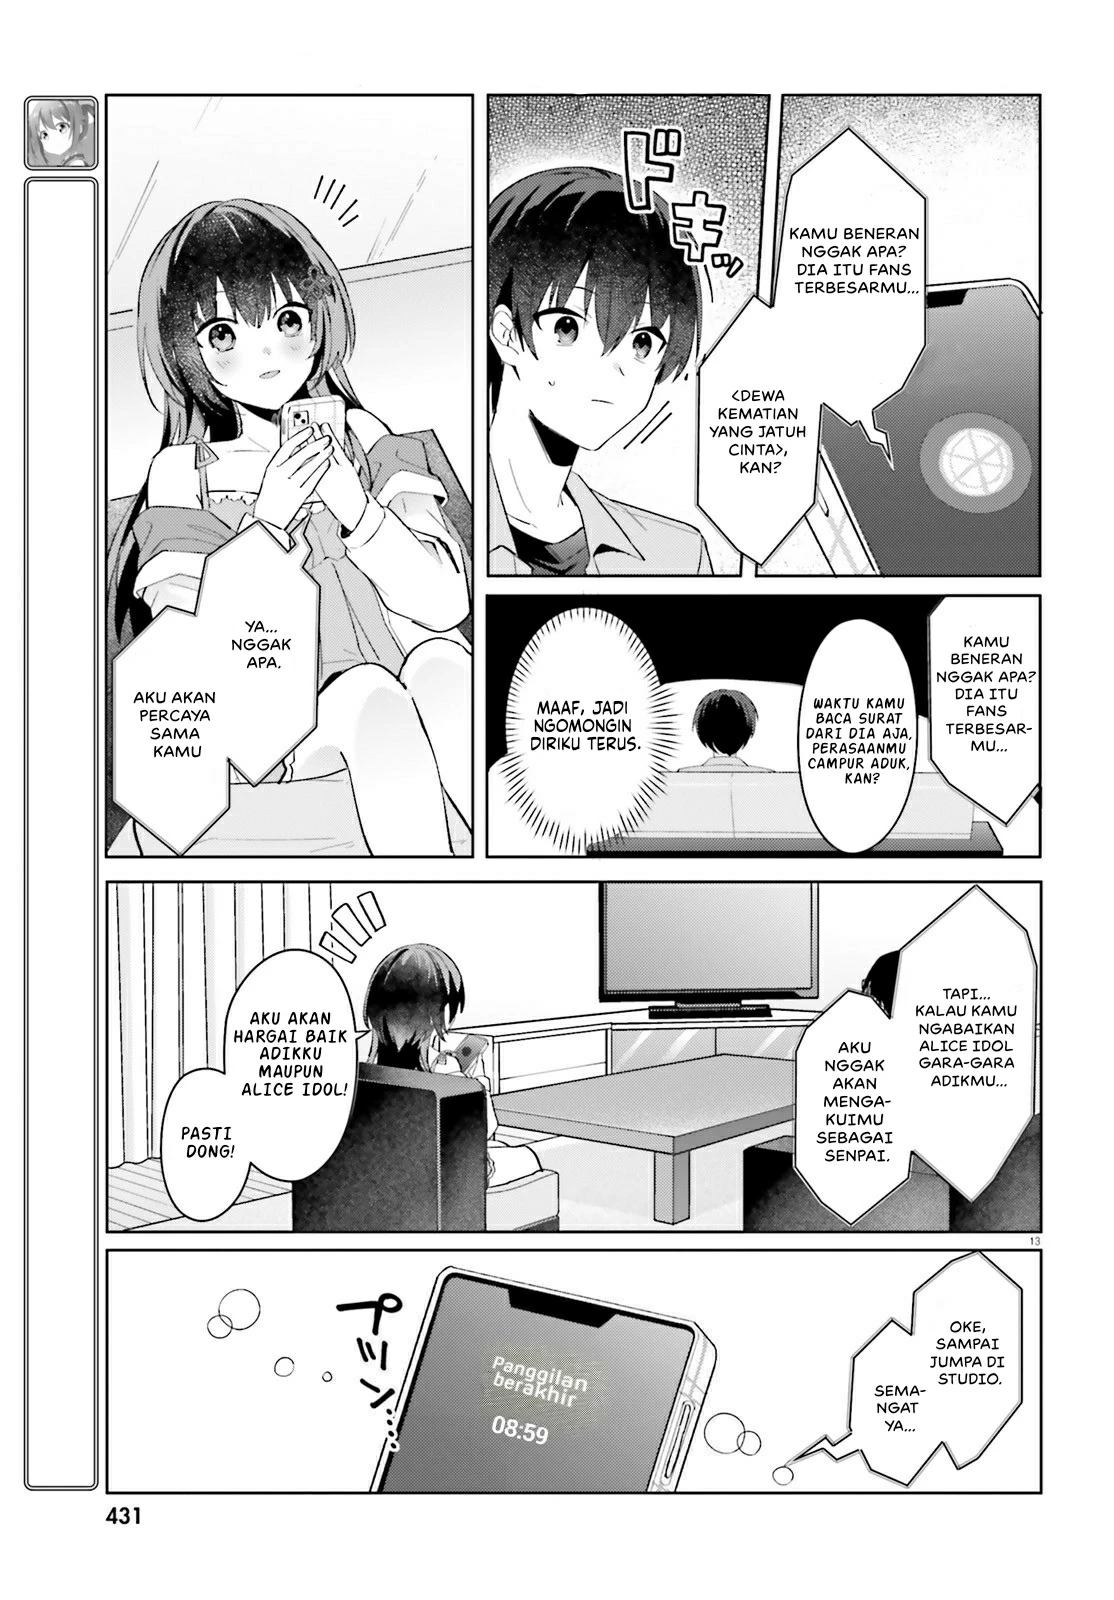 KAMU BENERAN
NGGAK APA?
DIA ITU FANS
TERBESARMU...
<DEWA
KEMATIAN
YANG JATUH
CINTA>,
KAN?
ドキッ
YA...
NGGAK
APA.
AKU AKAN
PERCAYA
SAMA
KAMU
KAMU
BENERAN
NGGAK APA?
DIA ITU
FANS
TERBESAR-
MU...
WAKTU KAMU
BACA SURAT
DARI DIA AJA,
PERASAANMU
CAMPUR ADUK,
KAN?
MAAF, JADI
NGOMONGIN
DIRIKU TERUS.
TAPI...
KALAU KAMU
NGABAIKAN
ALICE IDOL
GARA-GARA
ADIKMU...
AKU
NGGAK
AKAN
MENGA-
KUIMU
SEBAGAI
SENPAI.
AKU AKAN
HARGAI BAIK
ADIKKU
MAUPUN
ALICE IDOL!
PASTI
DONG!
13
OKE,
SAMPAI
JUMPA DI
STUDIO.
SEMA-
NGAT
YA...
Panggilan
berakhir
08:59
ペッン
431